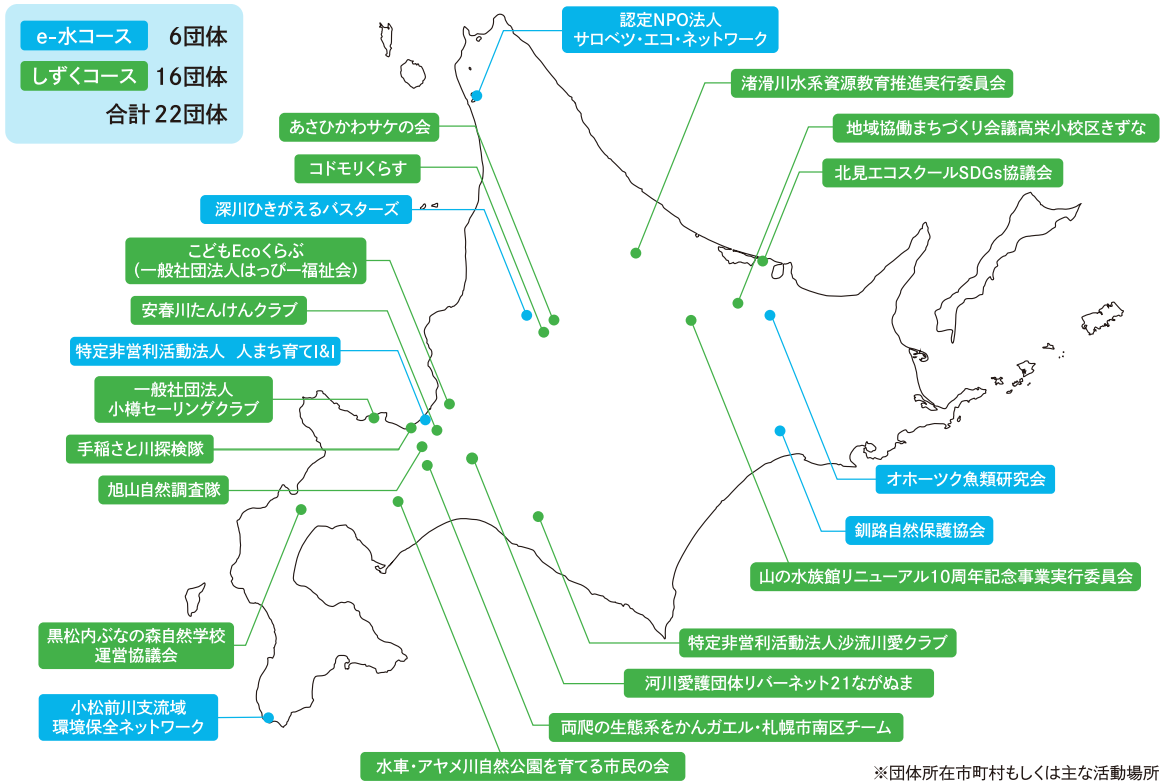 e-水コース 6団体
しずくコース 16団体
合計 22団体
認定NPO法人
サロベツ・エコ・ネットワーク
渚滑川水系資源教育推進実行委員会
あさひかわサケの会
地域協働まちづくり会議高栄小校区きずな
コドモリくらす
北見エコスクールSDGs協議会
深川ひきがえるバスターズ
こどもEcoくらぶ
（一般社団法人はっぴー福祉会）
安春川たんけんクラブ
特定非営利活動法人 人まち育てI&I
一般社団法人
小樽セーリングクラブ
手稲さと川探検隊
旭山自然調査隊
オホーツク魚類研究会
釧路自然保護協会
山の水族館リニューアル10周年記念事業実行委員会
黒松内ぶなの森自然学校
運営協議会
特定非営利活動法人沙流川愛クラブ
河川愛護団体リバーネット21ながぬま
小松前川支流域
環境保全ネットワーク
両爬の生態系をかんガエル・札幌市南区チーム
水車・アヤメ川自然公園を育てる市民の会
※団体所在市町村もしくは主な活動場所